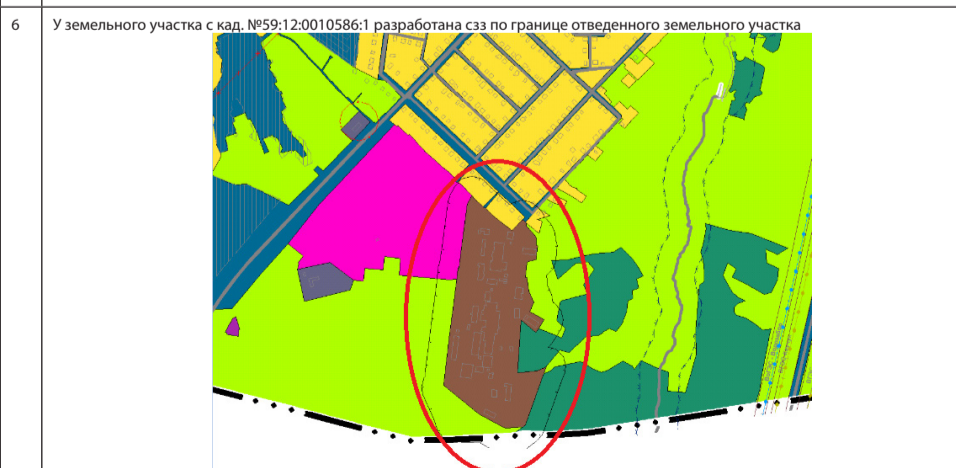 6 У земельного участка с кад. №59:12:0010586:1 разработана сзз по границе отведенного земельного участка